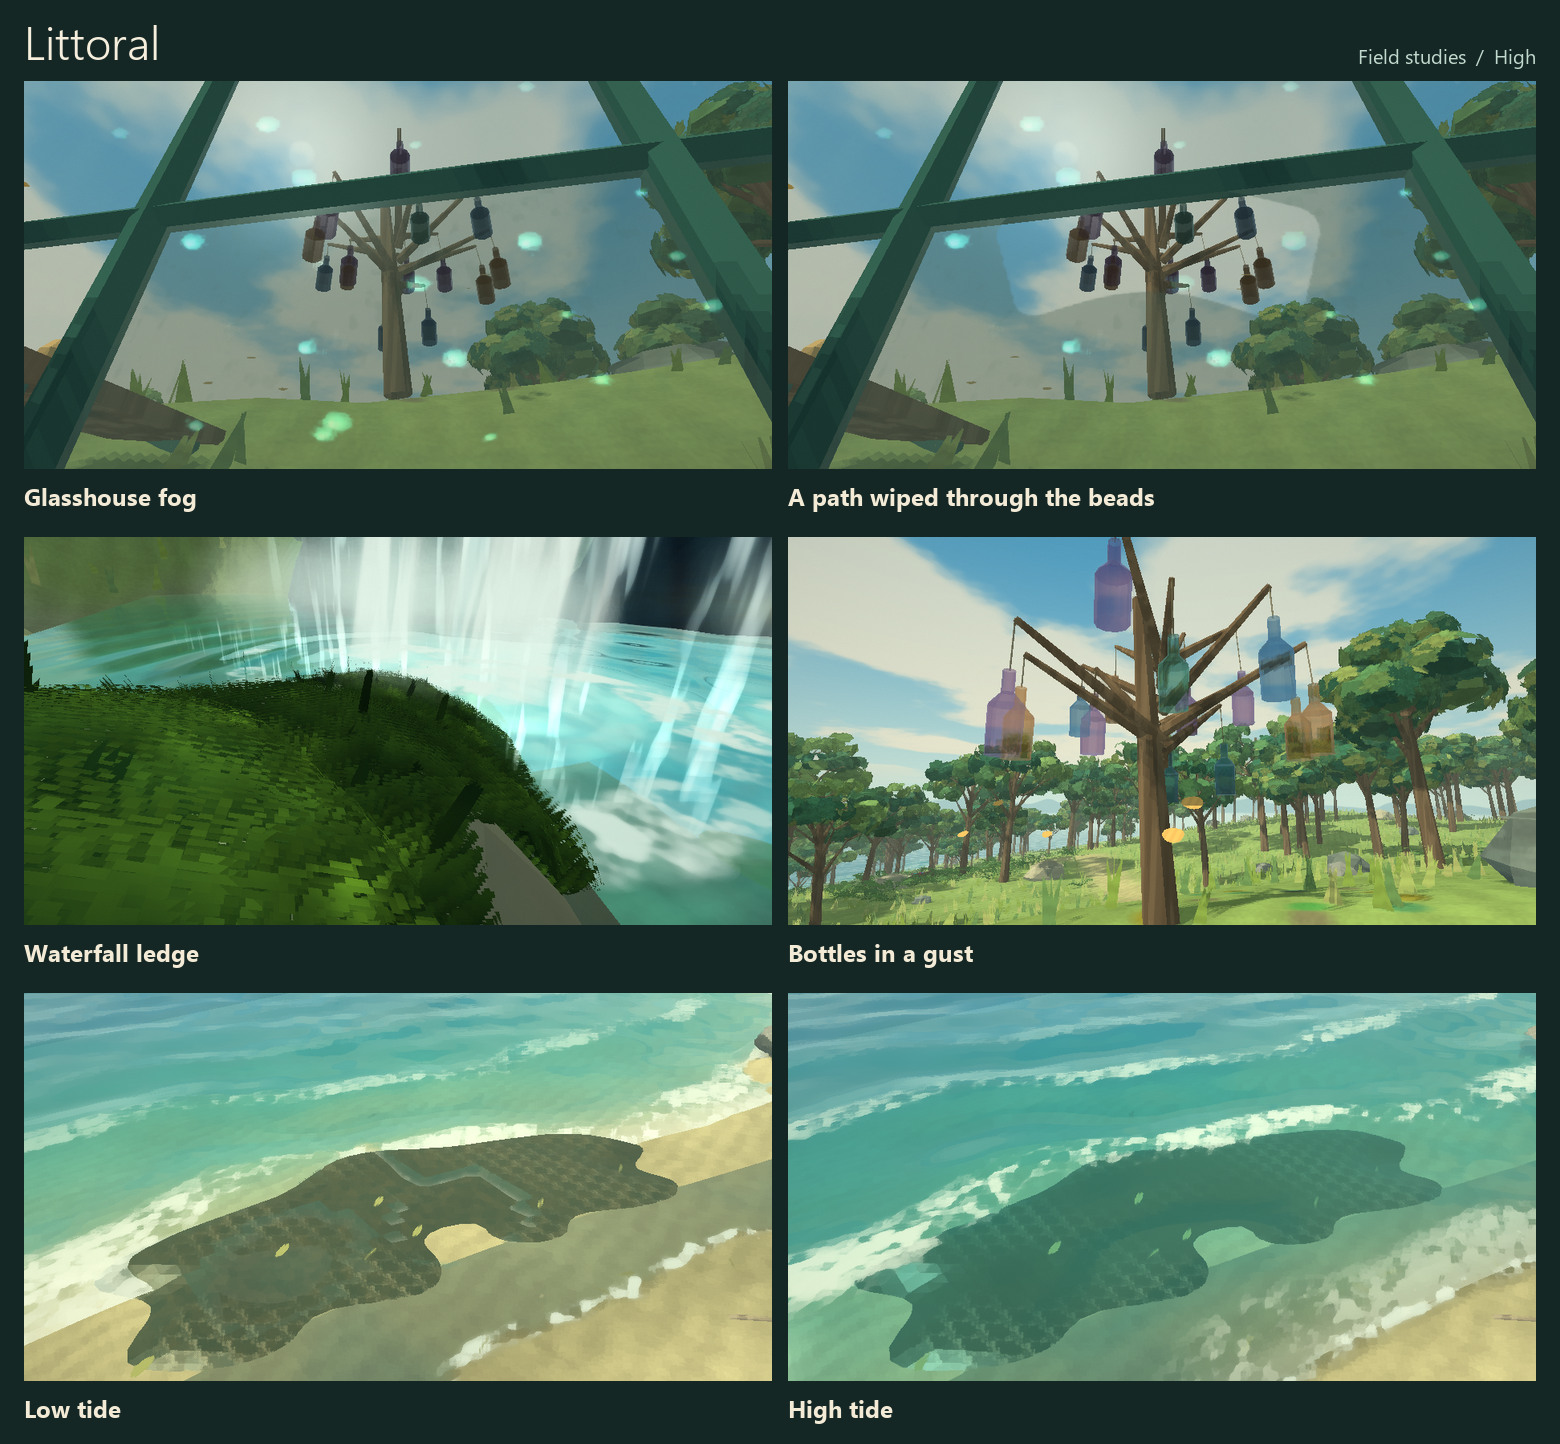 Littoral
Field studies / High
Glasshouse fog
A path wiped through the beads
Waterfall ledge
Bottles in a gust
Low tide
High tide